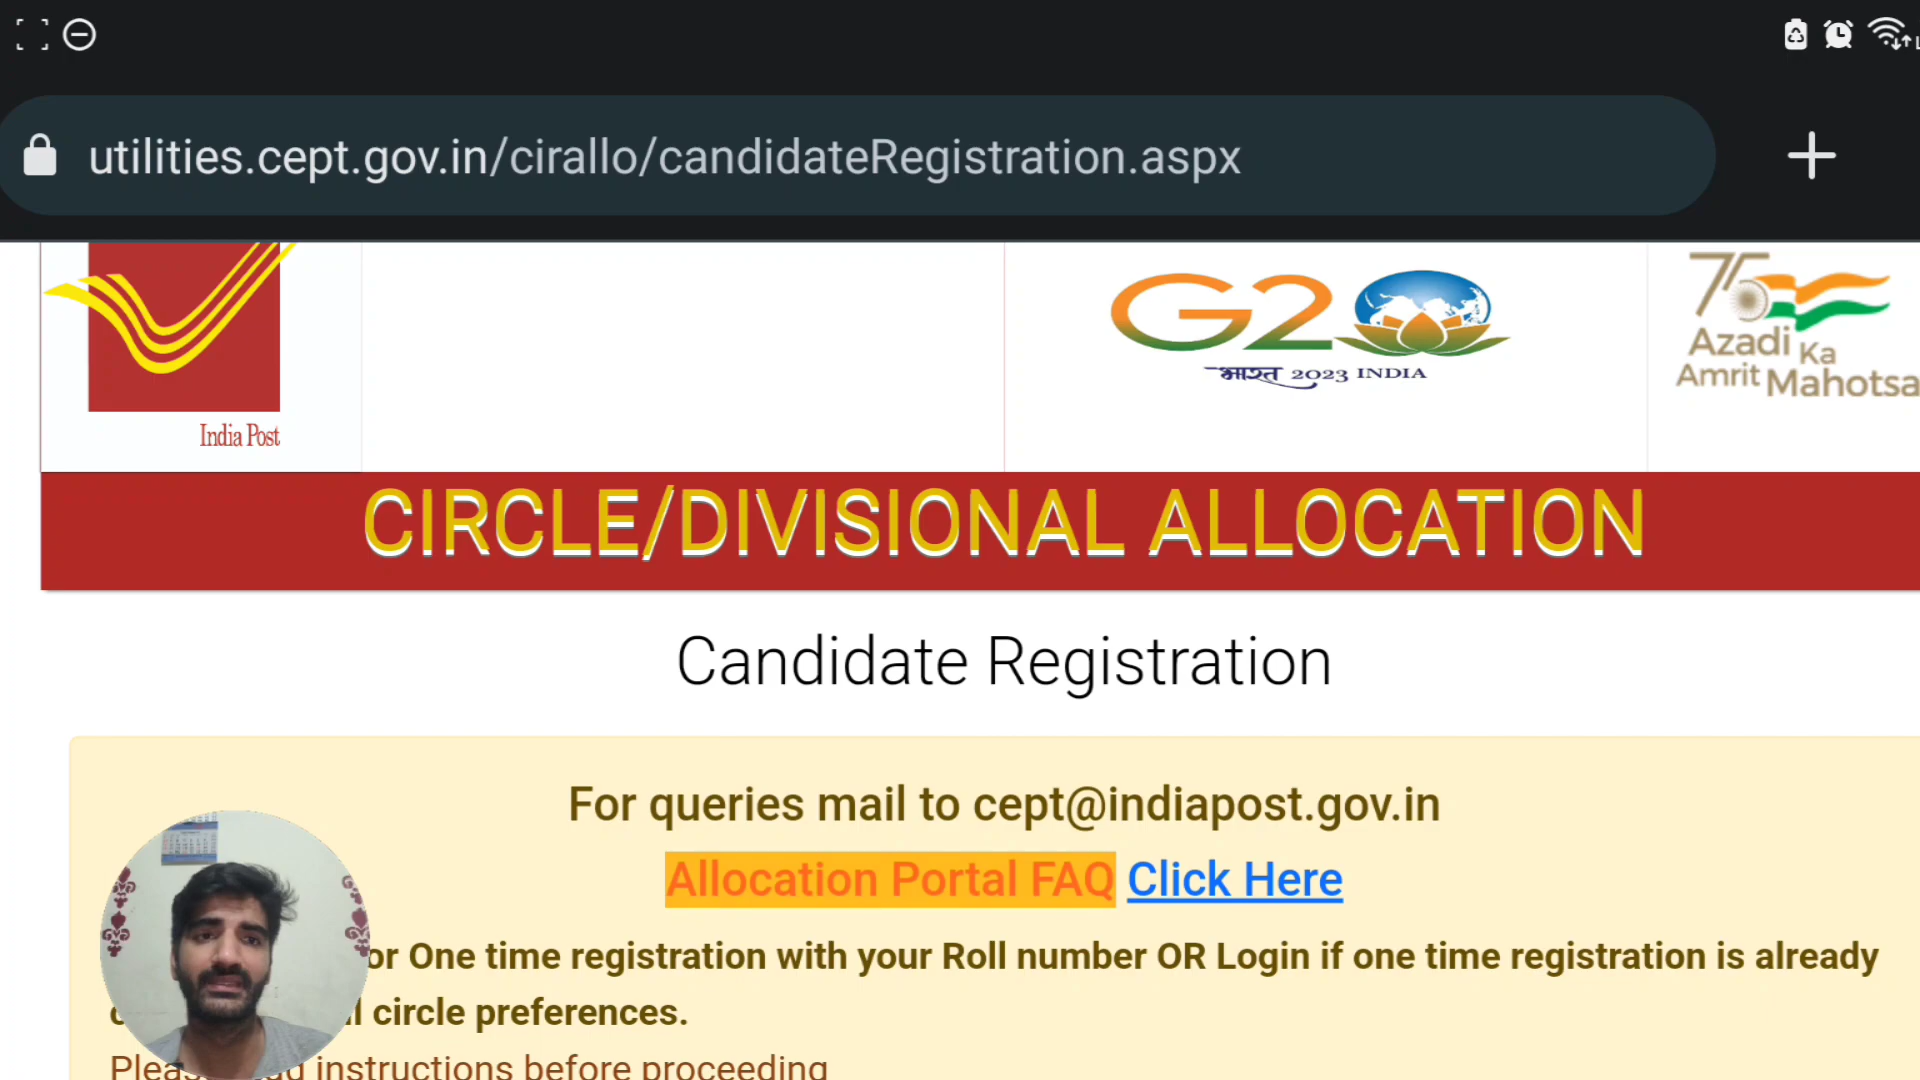 utilities.cept.gov.in/cirallo/candidateRegistration.aspx
India Post
G20
भारत 2023 INDIA
75
Azadi Ka
Amrit Mahotsa
CIRCLE/DIVISIONAL ALLOCATION
Candidate Registration
For queries mail to cept@indiapost.gov.in
Allocation Portal FAQ Click Here
or One time registration with your Roll number OR Login if one time registration is already
circle preferences.
instructions before proceeding